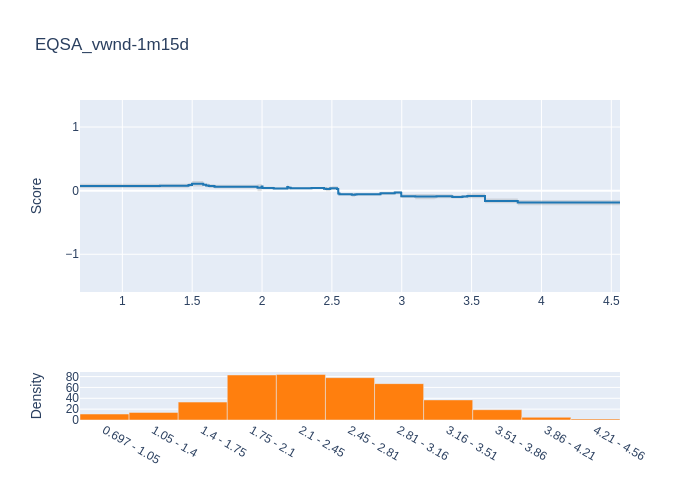 EQSA_vwnd-1m15d
Score
1
0
−1
1
1.5
2
2.5
3
3.5
4
4.5
Density
80
60
40
20
0
0.697 - 1.05
1.05 - 1.4
1.4 - 1.75
1.75 - 2.1
2.1 - 2.45
2.45 - 2.81
2.81 - 3.16
3.16 - 3.51
3.51 - 3.86
3.86 - 4.21
4.21 - 4.56